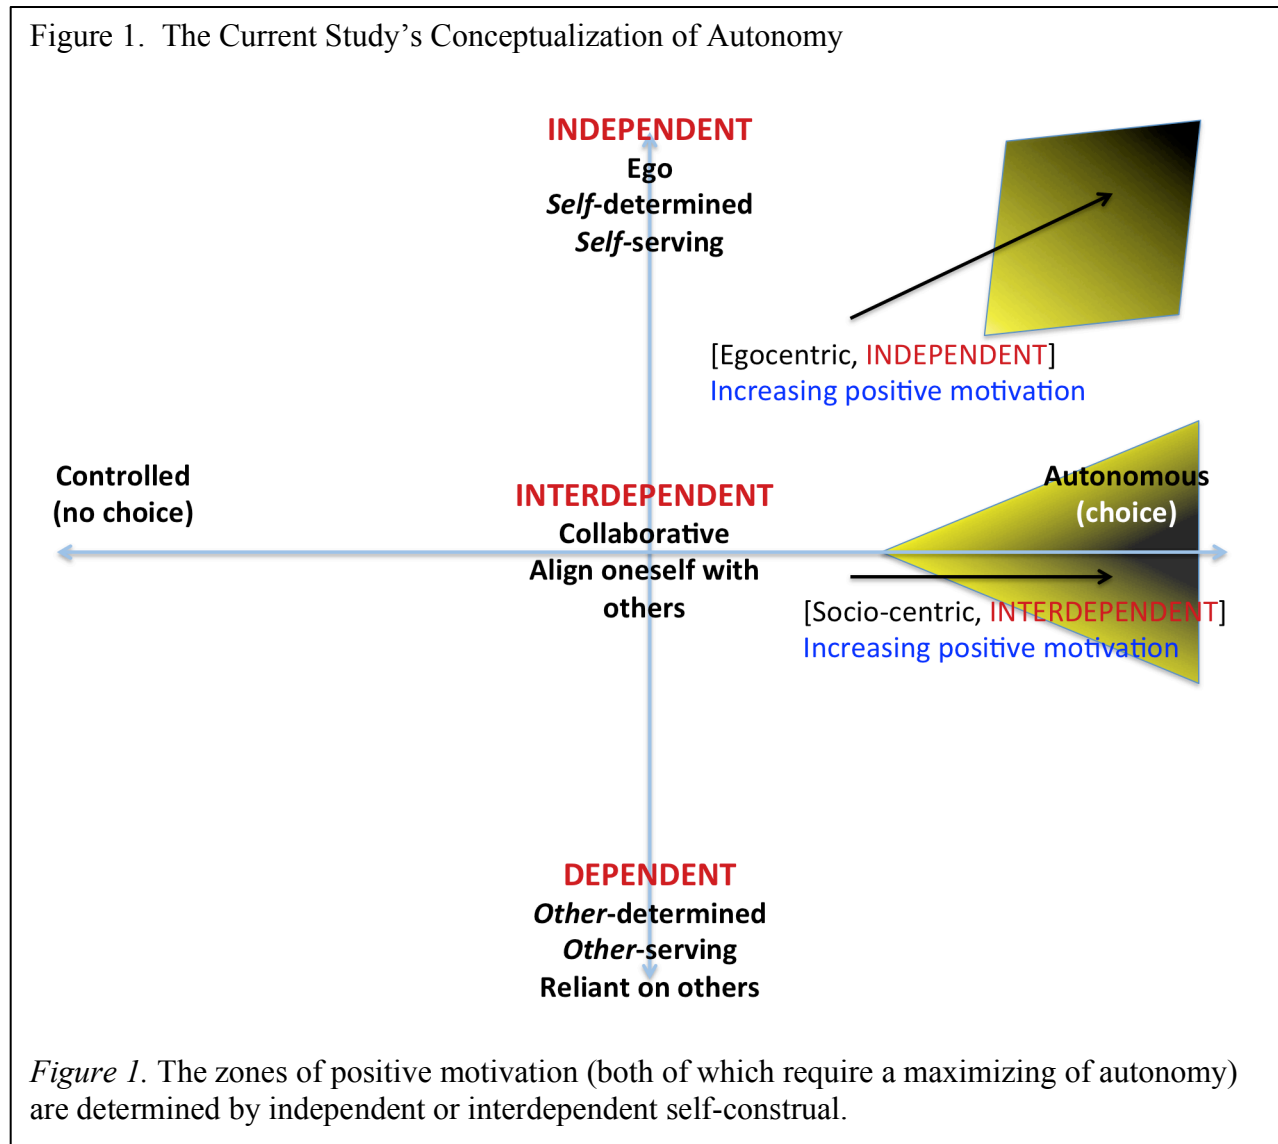 Figure 1.  The Current Study’s Conceptualization of Autonomy
INDEPENDENT
Ego
Self-determined
Self-serving
[Egocentric, INDEPENDENT]
Increasing positive motivation
Controlled
(no choice)
INTERDEPENDENT
Collaborative
Align oneself with
others
Autonomous
(choice)
[Socio-centric, INTERDEPENDENT]
Increasing positive motivation
DEPENDENT
Other-determined
Other-serving
Reliant on others
Figure 1. The zones of positive motivation (both of which require a maximizing of autonomy)
are determined by independent or interdependent self-construal.